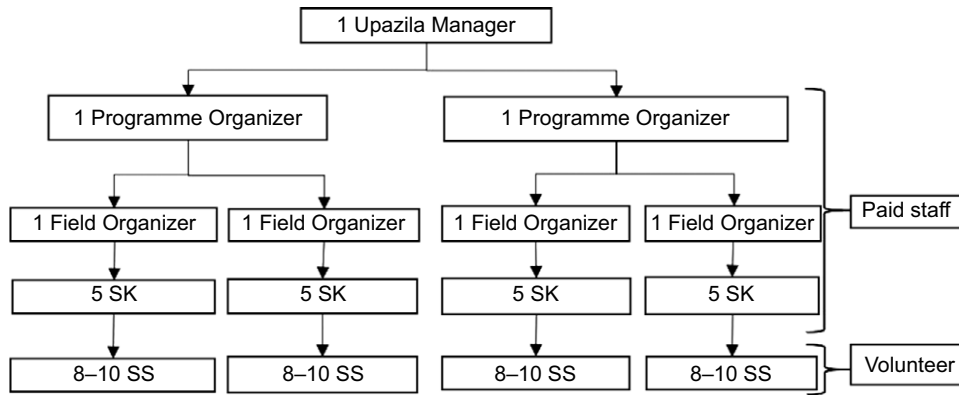 1 Upazila Manager
1 Programme Organizer
1 Programme Organizer
1 Field Organizer
1 Field Organizer
1 Field Organizer
1 Field Organizer
Paid staff
5 SK
5 SK
5 SK
5 SK
8–10 SS
8–10 SS
8–10 SS
8–10 SS
Volunteer